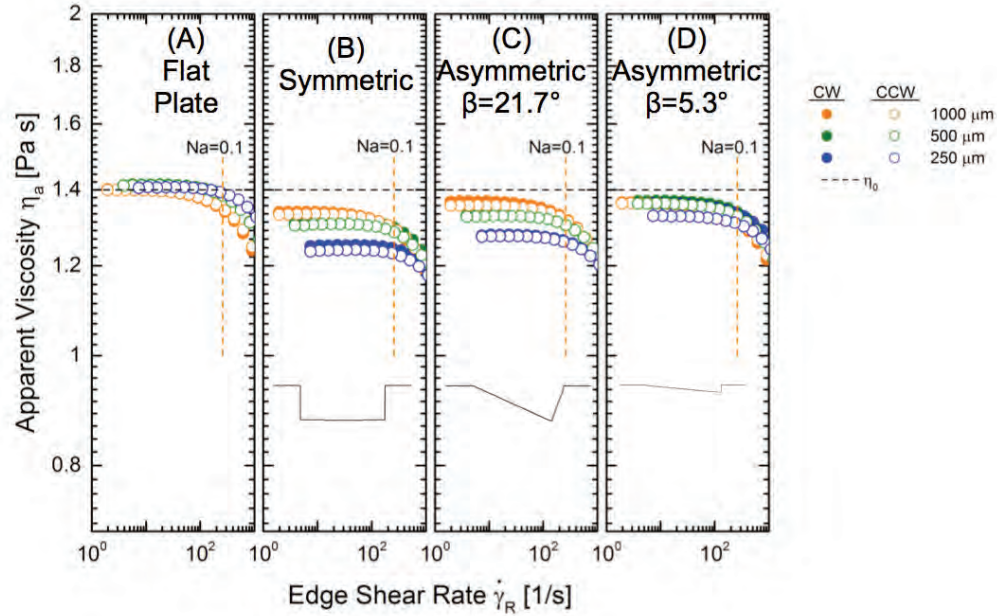 (A)
Flat
Plate
(B)
Symmetric
(C)
Asymmetric
β=21.7°
(D)
Asymmetric
β=5.3°
CW CCW
1000 μm
500 μm
250 μm
η₀
Na=0.1 Na=0.1 Na=0.1 Na=0.1
1.8
1.6
1.4
1.2
1
0.8
Apparent Viscosity ηₐ [Pa s]
10⁰ 10² 10⁰ 10² 10⁰ 10² 10⁰ 10²
Edge Shear Rate γ̇_R [1/s]